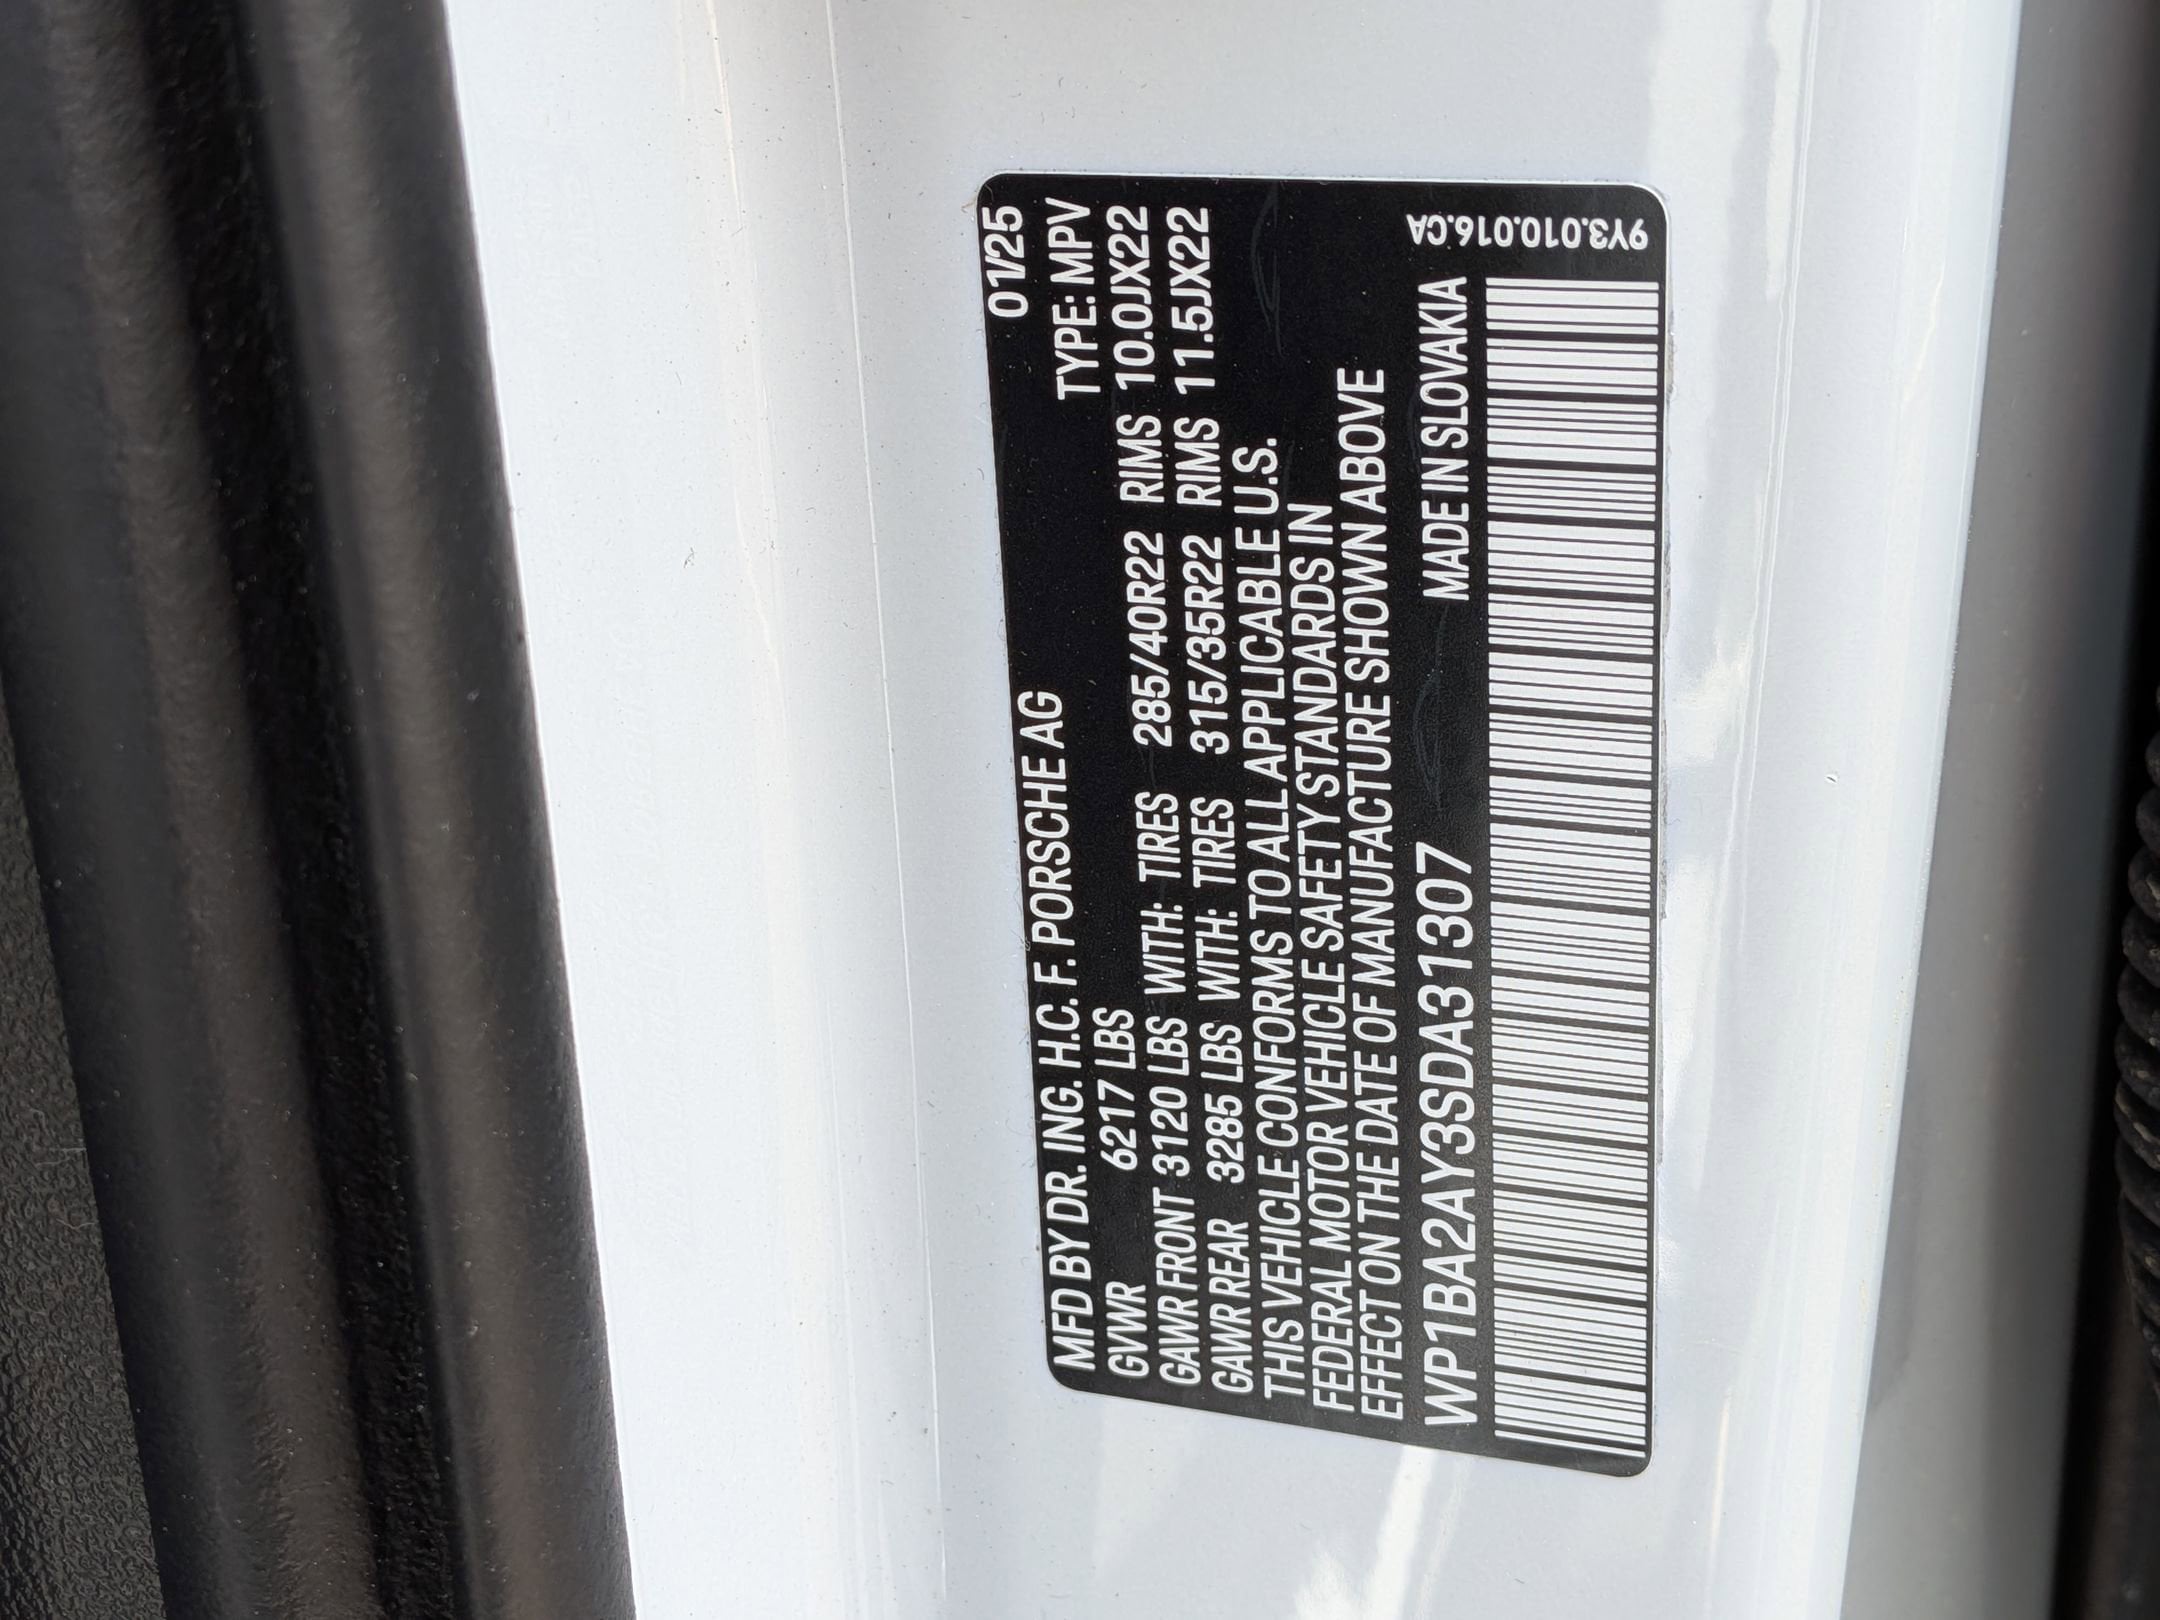 MFD BY DR. ING. H.C. F. PORSCHE AG 01/25
GVWR 6217 LBS TYPE: MPV
GAWR FRONT 3120 LBS WITH: TIRES 285/40R22 RIMS 10.0JX22
GAWR REAR 3285 LBS WITH: TIRES 315/35R22 RIMS 11.5JX22
THIS VEHICLE CONFORMS TO ALL APPLICABLE U.S.
FEDERAL MOTOR VEHICLE SAFETY STANDARDS IN
EFFECT ON THE DATE OF MANUFACTURE SHOWN ABOVE
WP1BA2AY3SDA31307 MADE IN SLOVAKIA
9Y3.010.016.CA